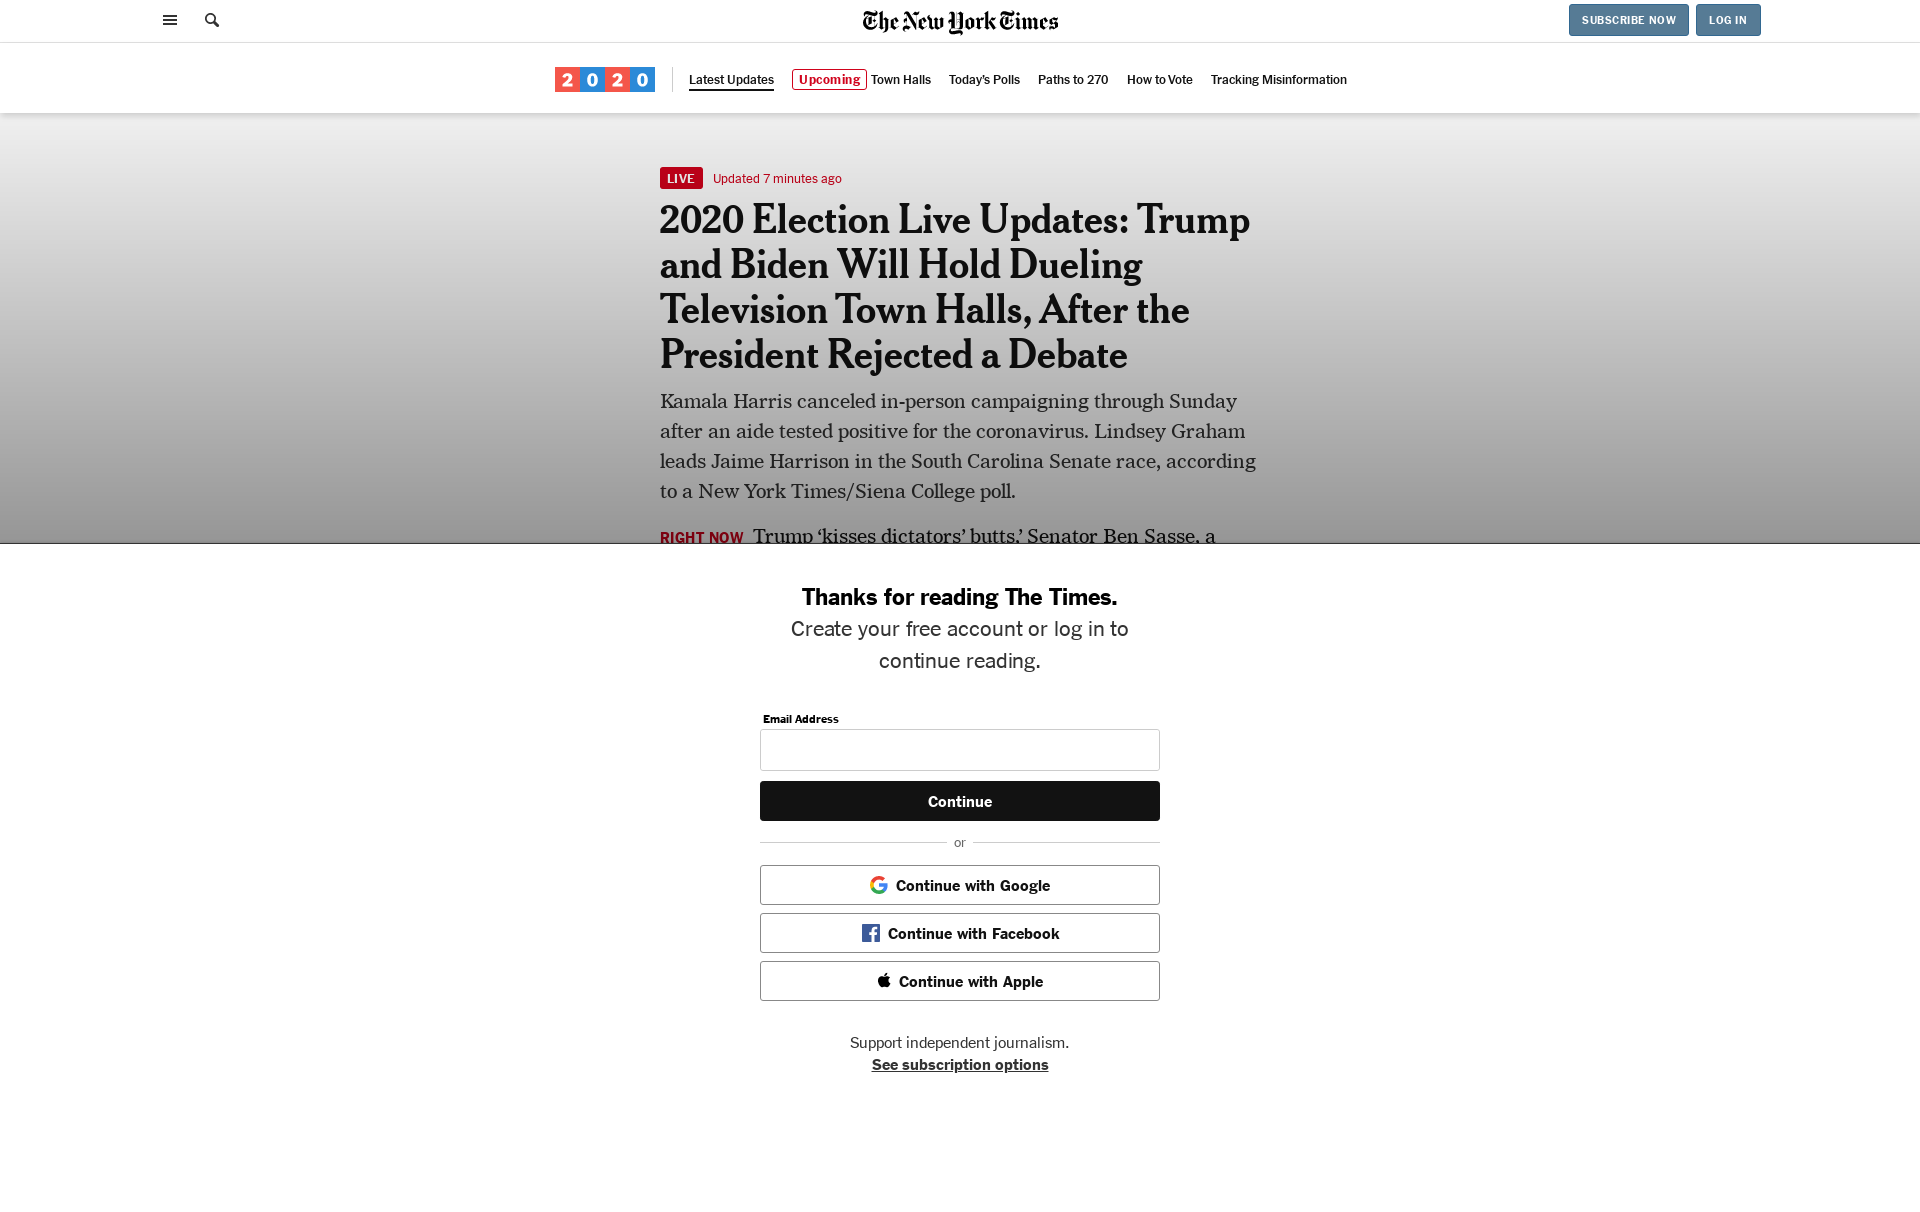 The New York Times
SUBSCRIBE NOW
LOG IN
2020
Latest Updates
Upcoming Town Halls
Today's Polls
Paths to 270
How to Vote
Tracking Misinformation
LIVE Updated 7 minutes ago
2020 Election Live Updates: Trump
and Biden Will Hold Dueling
Television Town Halls, After the
President Rejected a Debate
Kamala Harris canceled in-person campaigning through Sunday
after an aide tested positive for the coronavirus. Lindsey Graham
leads Jaime Harrison in the South Carolina Senate race, according
to a New York Times/Siena College poll.
RIGHT NOW Trump ‘kisses dictators’ butts,’ Senator Ben Sasse, a
Thanks for reading The Times.
Create your free account or log in to
continue reading.
Email Address
Continue
or
Continue with Google
Continue with Facebook
Continue with Apple
Support independent journalism.
See subscription options